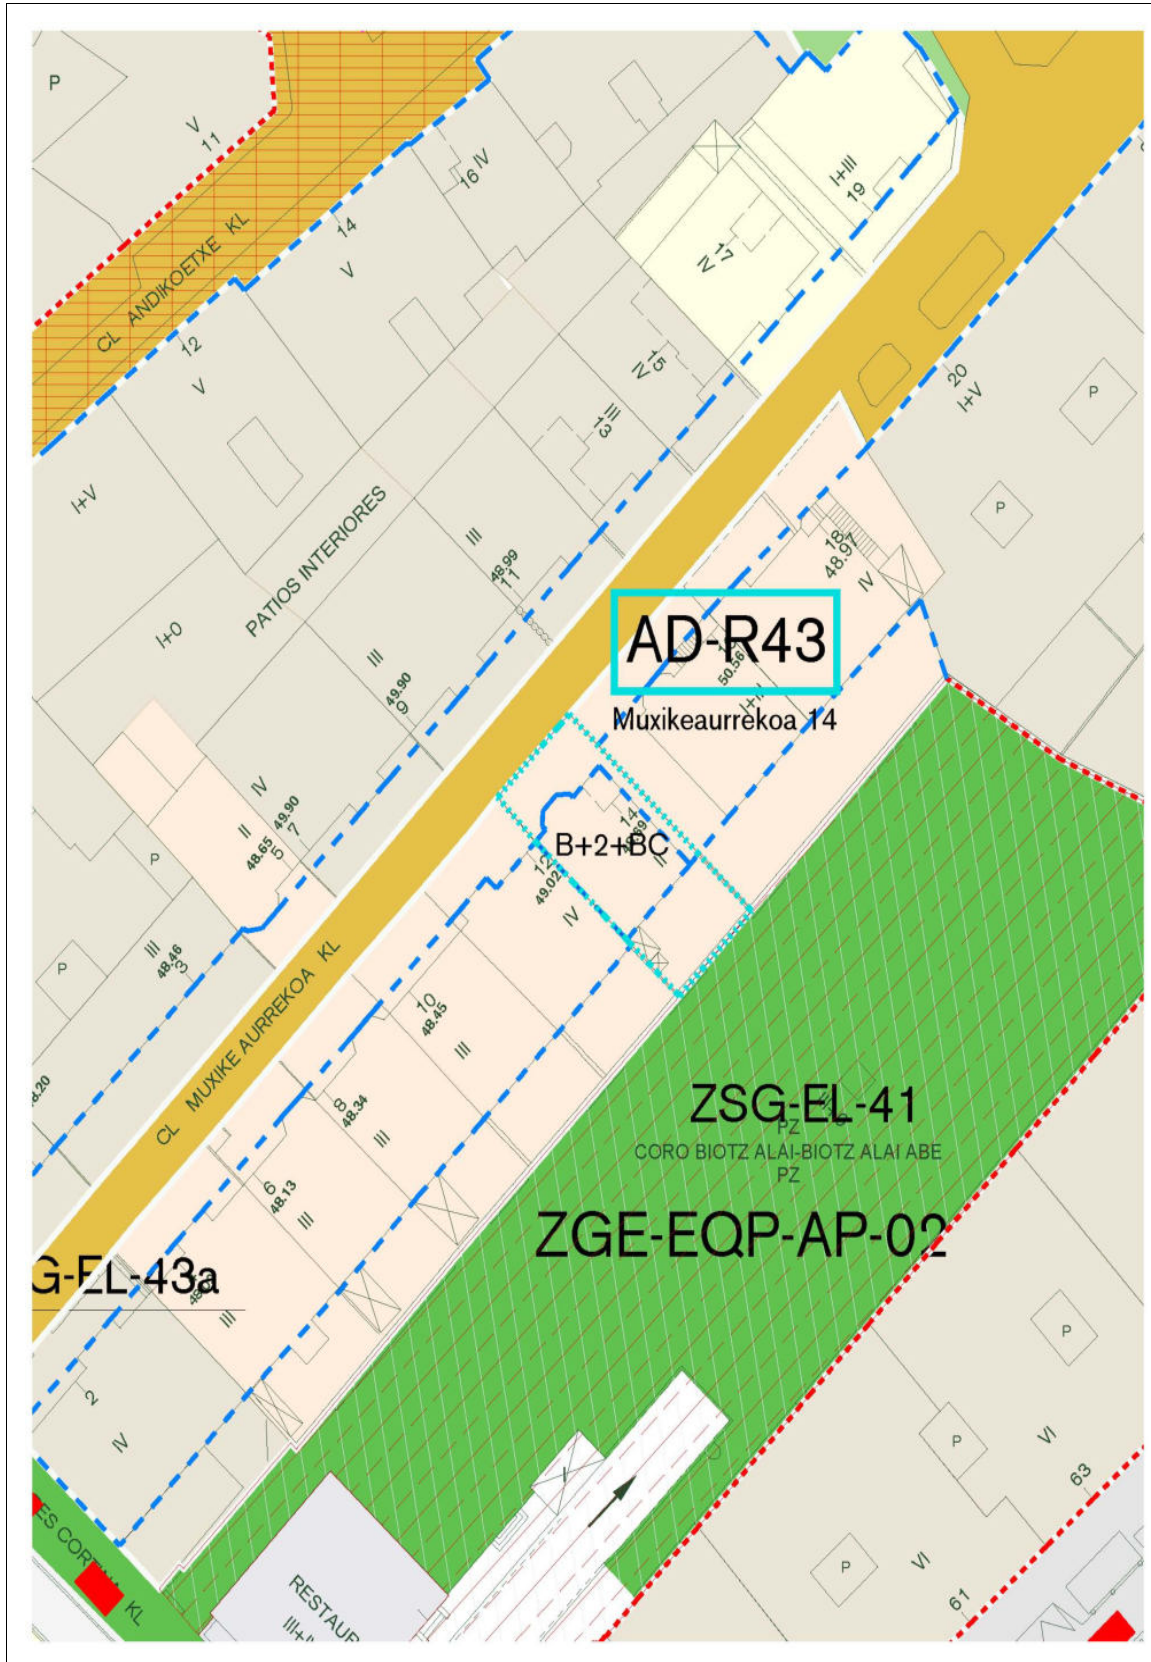 P
V
11
16 IV
I+III
19
14
V
17
IV
CL ANDIKOETXE KL
12
V
15
IV
20
I+V
P
III
13
I+V
PATIOS INTERIORES
III
48.99
11
P
18
48.97
IV
I+0
AD-R43
50.56
III
49.90
9
Muxikeaurrekoa 14
IV
49.90
7
II
48.65
5
P
14
B+2+BC
II
12
49.02
IV
III
48.46
3
P
10
48.45
III
CL MUXIKE AURREKOA KL
8
48.34
III
ZSG-EL-41
PZ
CORO BIOTZ ALAI-BIOTZ ALAI ABE
PZ
6
48.13
III
ZGE-EQP-AP-02
G-EL-43a
III
P
2
IV
P
VI
63
ES CORTINA KL
RESTAUR
P
VI
61